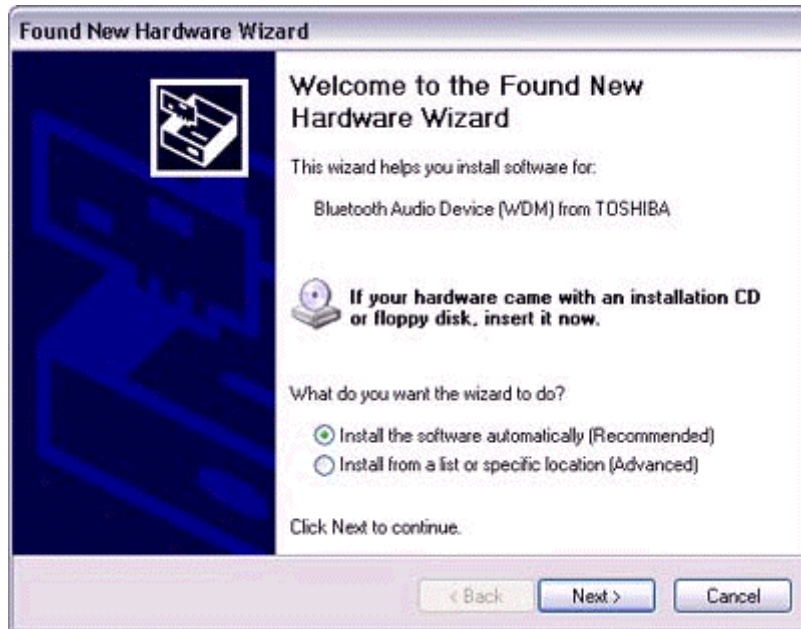 Found New Hardware Wizard
Welcome to the Found New
Hardware Wizard
This wizard helps you install software for:
Bluetooth Audio Device (WDM) from TOSHIBA
If your hardware came with an installation CD
or floppy disk, insert it now.
What do you want the wizard to do?
Install the software automatically (Recommended)
Install from a list or specific location (Advanced)
Click Next to continue.
< Back
Next >
Cancel